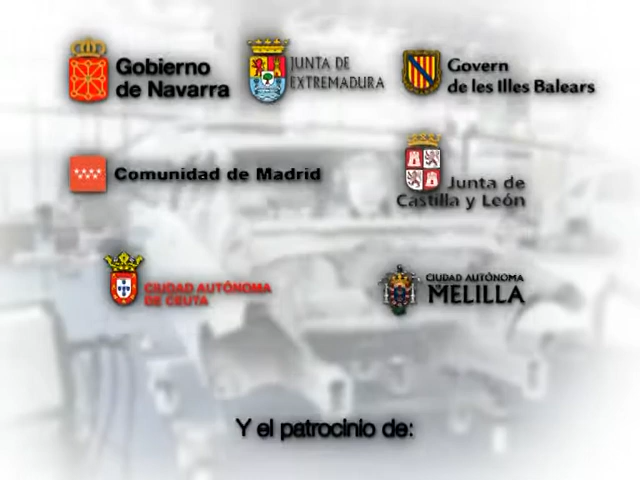 Gobierno
de Navarra
JUNTA DE
EXTREMADURA
Govern
de les Illes Balears
Comunidad de Madrid
Junta de
Castilla y León
CIUDAD AUTÓNOMA
DE CEUTA
CIUDAD AUTÓNOMA
MELILLA
Y el patrocinio de: